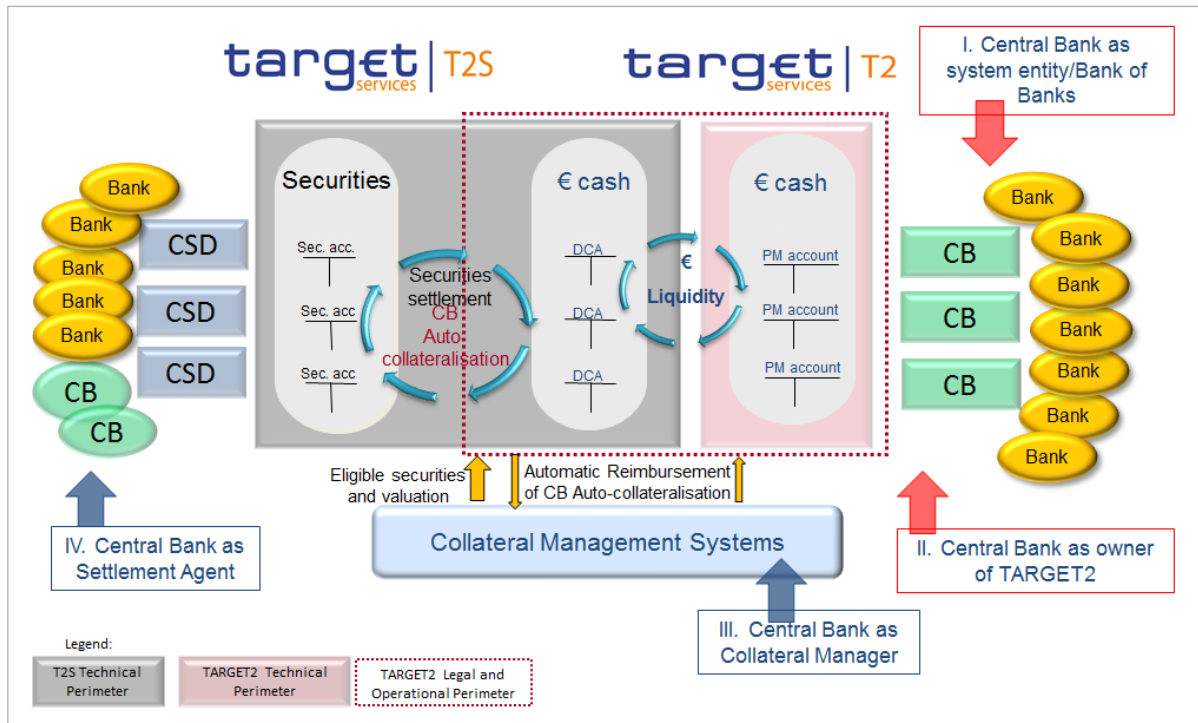 target
services
T2S
target
services
T2
I. Central Bank as
system entity/Bank of
Banks
Securities
€ cash
€ cash
Bank
Bank
Bank
Bank
Bank
CB
CB
CSD
CSD
CSD
Sec. acc.
Sec. acc
Sec. acc
Securities
settlement
CB
Auto
collateralisation
DCA
DCA
DCA
€
Liquidity
PM account
PM account
PM account
CB
CB
CB
Bank
Bank
Bank
Bank
Bank
Bank
Bank
Eligible securities
and valuation
Automatic Reimbursement
of CB Auto-collateralisation
Collateral Management Systems
IV. Central Bank as
Settlement Agent
II. Central Bank as owner
of TARGET2
III. Central Bank as
Collateral Manager
Legend:
T2S Technical
Perimeter
TARGET2 Technical
Perimeter
TARGET2 Legal and
Operational Perimeter